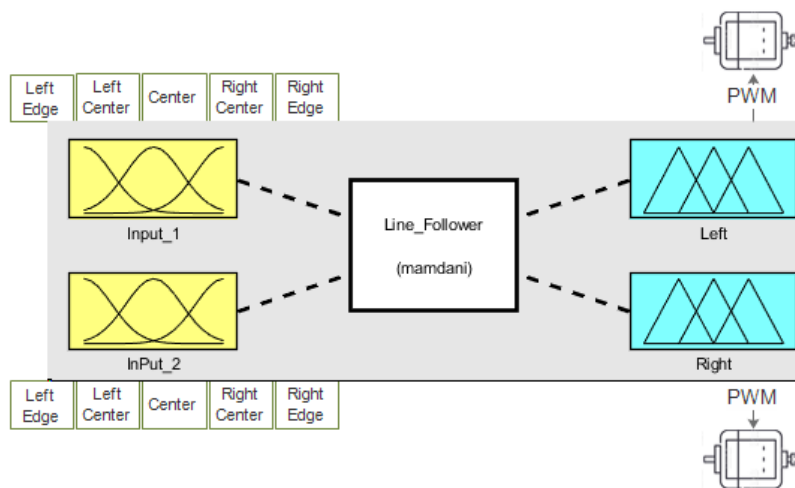 PWM
Left Edge
Left Center
Center
Right Center
Right Edge
Input_1
Left
Line_Follower
(mamdani)
InPut_2
Right
Left Edge
Left Center
Center
Right Center
Right Edge
PWM